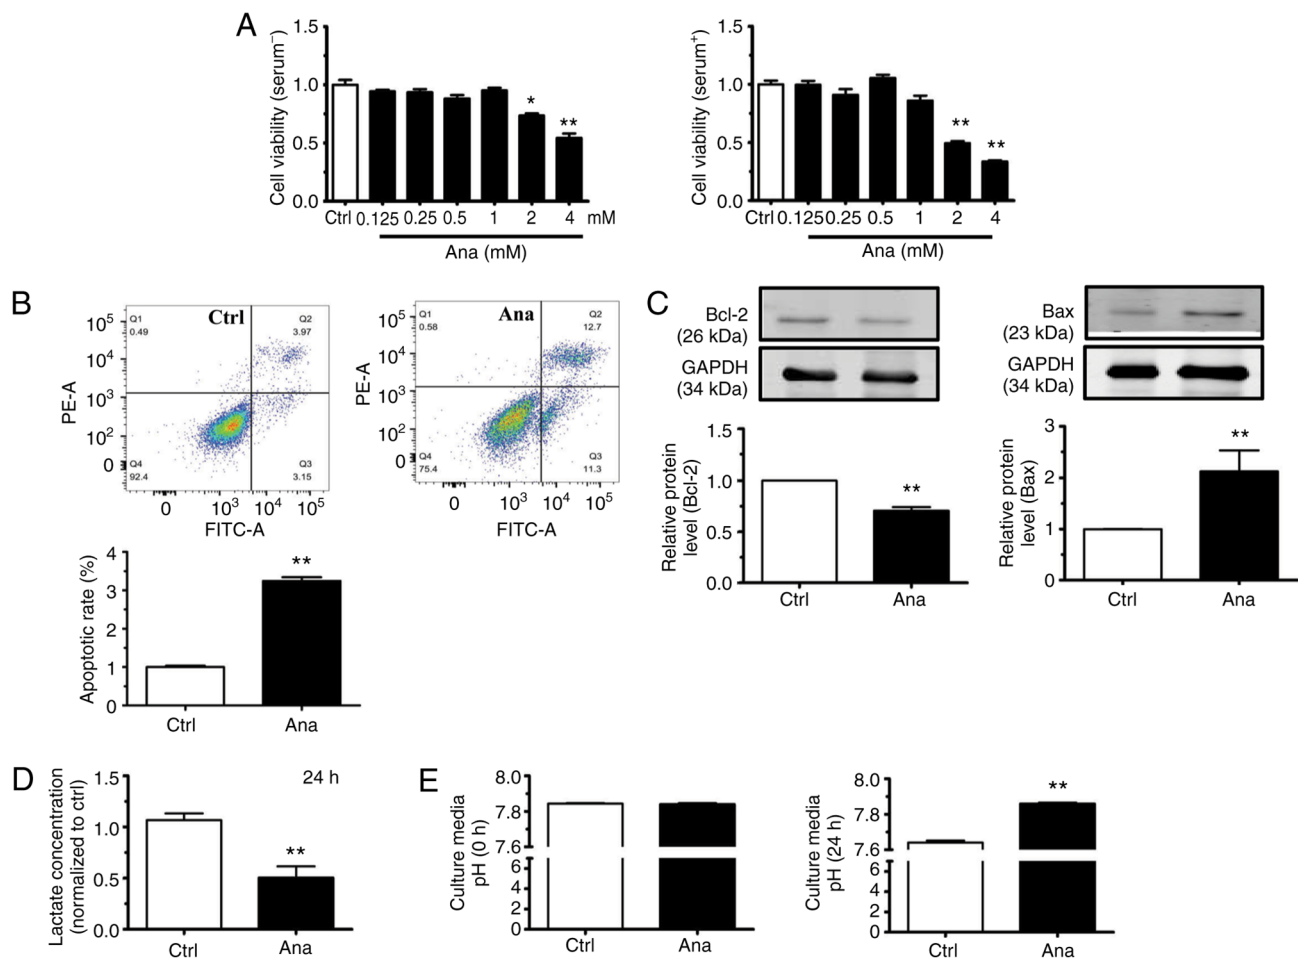 A
Cell viability (serum⁻)
1.5
1.0
0.5
0.0
* **
Ctrl 0.125 0.25 0.5 1 2 4 mM
Ana (mM)
Cell viability (serum⁺)
1.5
1.0
0.5
0.0
** **
Ctrl 0.125 0.25 0.5 1 2 4
Ana (mM)
B
PE-A
10⁵
10⁴
10³
10²
0
Q1
0.49
Ctrl
Q2
3.97
Q4
92.4
Q3
3.15
0 10³ 10⁴ 10⁵
FITC-A
PE-A
10⁵
10⁴
10³
10²
0
Q1
0.58
Ana
Q2
12.7
Q4
75.4
Q3
11.3
0 10³ 10⁴ 10⁵
FITC-A
Apoptotic rate (%)
4
3
2
1
0
**
Ctrl Ana
C
Bcl-2
(26 kDa)
GAPDH
(34 kDa)
Relative protein
level (Bcl-2)
1.5
1.0
0.5
0.0
**
Ctrl Ana
Bax
(23 kDa)
GAPDH
(34 kDa)
Relative protein
level (Bax)
3
2
1
0
**
Ctrl Ana
D
Lactate concentration
(normalized to ctrl)
1.5
1.0
0.5
0.0
24 h
**
Ctrl Ana
E
Culture media
pH (0 h)
8.0
7.8
7.6
6
4
2
0
Ctrl Ana
Culture media
pH (24 h)
8.0
7.8
7.6
6
4
2
0
**
Ctrl Ana